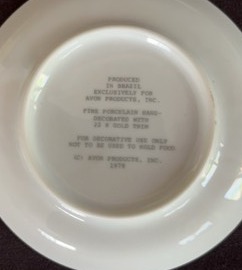 PRODUCED
IN BRAZIL
EXCLUSIVELY FOR
AVON PRODUCTS, INC.
FINE PORCELAIN HAND-
DECORATED WITH
22 K GOLD TRIM
FOR DECORATIVE USE ONLY
NOT TO BE USED TO HOLD FOOD
(C) AVON PRODUCTS, INC.
1978